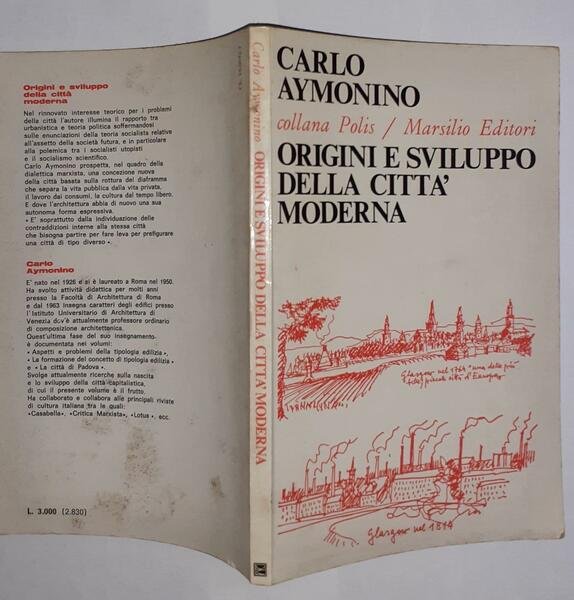 Origini e sviluppo
della città
moderna
Nel rinnovato interesse teorico per i problemi
della città l'autore illumina il rapporto tra
urbanistica e teoria politica soffermandosi
sulle enunciazioni della teoria socialista relative
all'assetto della società futura, e in particolare
alla polemica tra i socialisti utopisti
e il socialismo scientifico.
Carlo Aymonino prospetta, nel quadro della
dialettica marxista, una concezione nuova
della città basata sulla rottura del diaframma
che separa la vita pubblica dalla vita privata,
il lavoro dai consumi, la cultura dal tempo libero.
E dove l'architettura abbia di nuovo una sua
autonoma forma espressiva.
« E' soprattutto dalla individuazione delle
contraddizioni interne alla stessa città
che bisogna partire per fare leva per prefigurare
una città di tipo diverso ».
Carlo
Aymonino
E' nato nel 1926 e si è laureato a Roma nel 1950.
Ha svolto attività didattica per molti anni
presso la Facoltà di Architettura di Roma
e dal 1963 insegna caratteri degli edifici presso
l'Istituto Universitario di Architettura di
Venezia dov'è attualmente professore ordinario
di composizione architettonica.
Quest'ultima fase del suo insegnamento
è documentata nei volumi:
« Aspetti e problemi della tipologia edilizia »,
« La formazione del concetto di tipologia edilizia »
e « La città di Padova ».
Svolge attualmente ricerche sulla nascita
e lo sviluppo della città capitalistica,
di cui il presente volume è il frutto.
Ha collaborato e collabora alle principali riviste
di cultura italiana tra le quali:
«Casabella», «Critica Marxista», «Lotus», ecc.
L. 3.000 (2.830)
Carlo Aymonino ORIGINI E SVILUPPO DELLA CITTA' MODERNA
CARLO
AYMONINO
collana Polis / Marsilio Editori
ORIGINI E SVILUPPO
DELLA CITTA'
MODERNA
Glasgow nel 1764 "una delle più
belle piccole città d'Europa"
Glasgow nel 1814